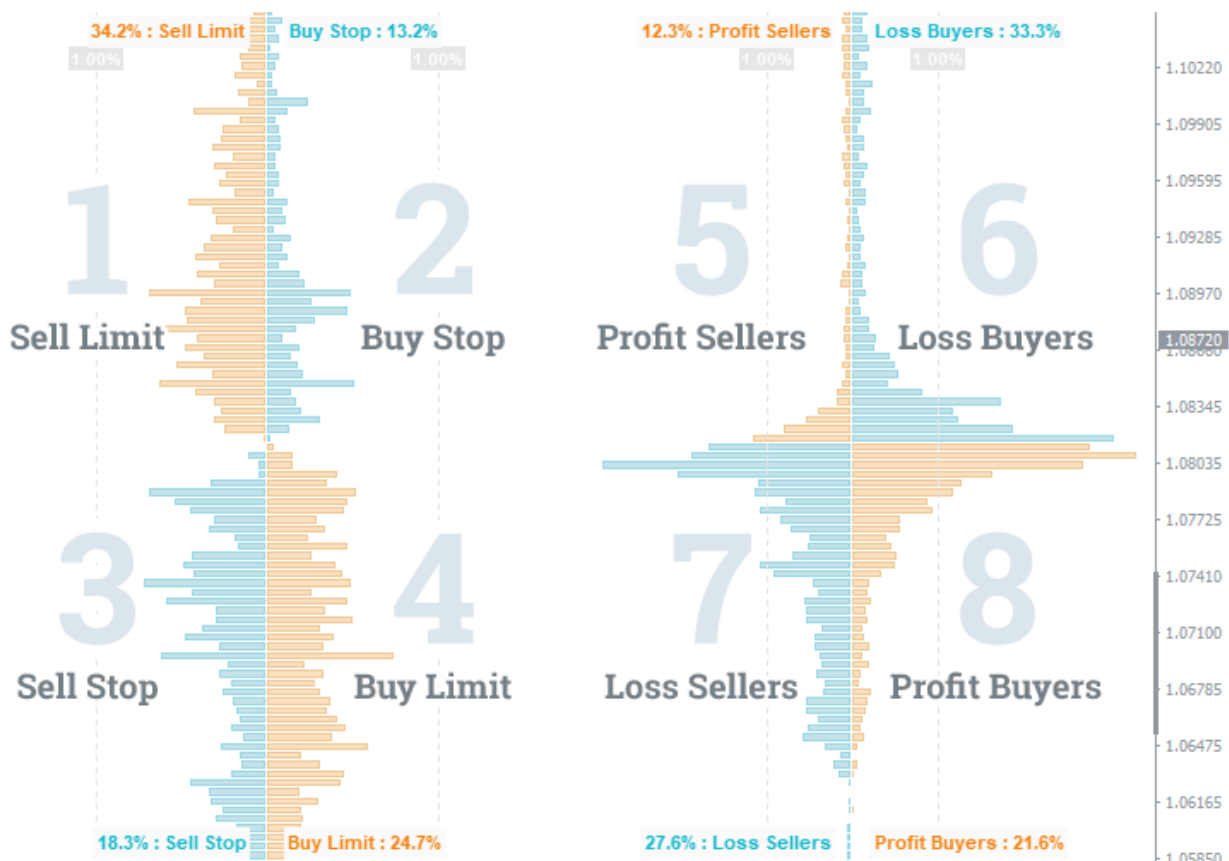 34.2% : Sell Limit
Buy Stop : 13.2%
12.3% : Profit Sellers
Loss Buyers : 33.3%
1.00%
1.00%
1.00%
1.00%
1.10220
1.09905
1.09595
1
2
5
6
1.09285
1.08970
Sell Limit
Buy Stop
Profit Sellers
Loss Buyers
1.08720
1.08345
1.08035
1.07725
3
4
7
8
1.07410
1.07100
Sell Stop
Buy Limit
Loss Sellers
Profit Buyers
1.06785
1.06475
1.06165
18.3% : Sell Stop
Buy Limit : 24.7%
27.6% : Loss Sellers
Profit Buyers : 21.6%
1.05850